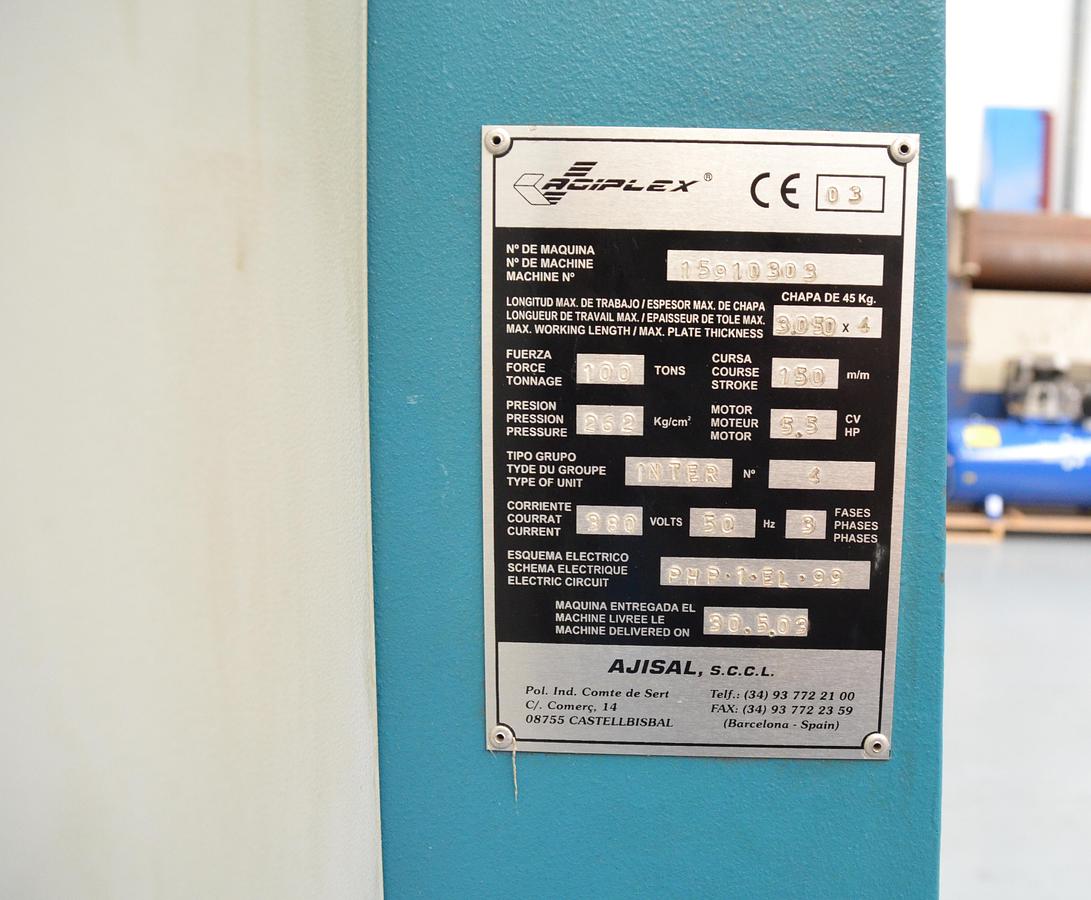 AGIPLEX ®
CE 03
Nº DE MAQUINA
Nº DE MACHINE
MACHINE Nº
15910303
CHAPA DE 45 Kg.
LONGITUD MAX. DE TRABAJO / ESPESOR MAX. DE CHAPA
LONGUEUR DE TRAVAIL MAX. / EPAISSEUR DE TOLE MAX.
MAX. WORKING LENGTH / MAX. PLATE THICKNESS
3.050 x 4
FUERZA
FORCE
TONNAGE
100 TONS
CURSA
COURSE
STROKE
150 m/m
PRESION
PRESSION
PRESSURE
262 Kg/cm²
MOTOR
MOTEUR
MOTOR
5.5
CV
HP
TIPO GRUPO
TYDE DU GROUPE
TYPE OF UNIT
INTER Nº 4
CORRIENTE
COURRAT
CURRENT
380 VOLTS 50 Hz 3
FASES
PHASES
PHASES
ESQUEMA ELECTRICO
SCHEMA ELECTRIQUE
ELECTRIC CIRCUIT
PHP·1·EL·99
MAQUINA ENTREGADA EL
MACHINE LIVREE LE
MACHINE DELIVERED ON
30.5.03
AJISAL, S.C.C.L.
Pol. Ind. Comte de Sert
C/. Comerç, 14
08755 CASTELLBISBAL
Telf.: (34) 93 772 21 00
FAX: (34) 93 772 23 59
(Barcelona - Spain)